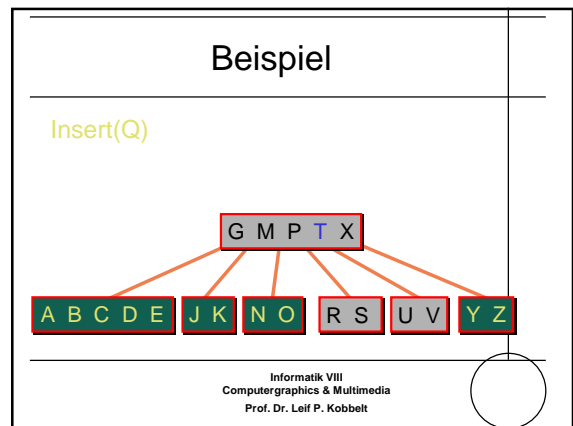 Beispiel
Insert(Q)
G M P T X
A B C D E J K N O R S U V Y Z
Informatik VIII
Computergraphics & Multimedia
Prof. Dr. Leif P. Kobbelt